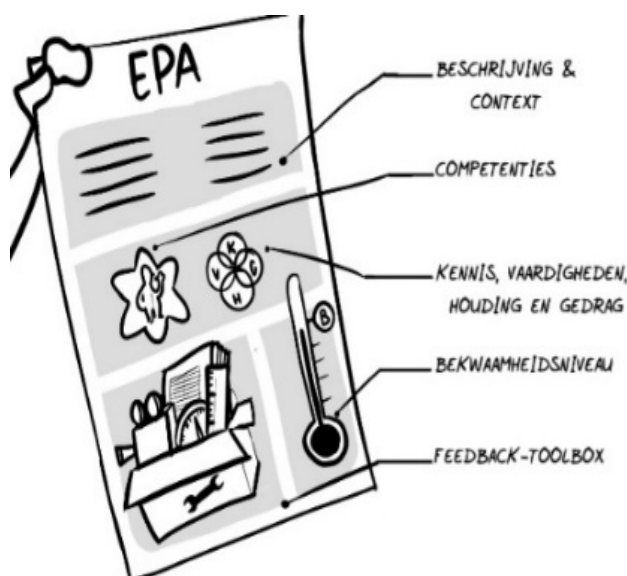 EPA
BESCHRIJVING &
CONTEXT
COMPETENTIES
K
V
G
H
KENNIS, VAARDIGHEDEN,
HOUDING EN GEDRAG
B
BEKWAAMHEIDSNIVEAU
FEEDBACK-TOOLBOX